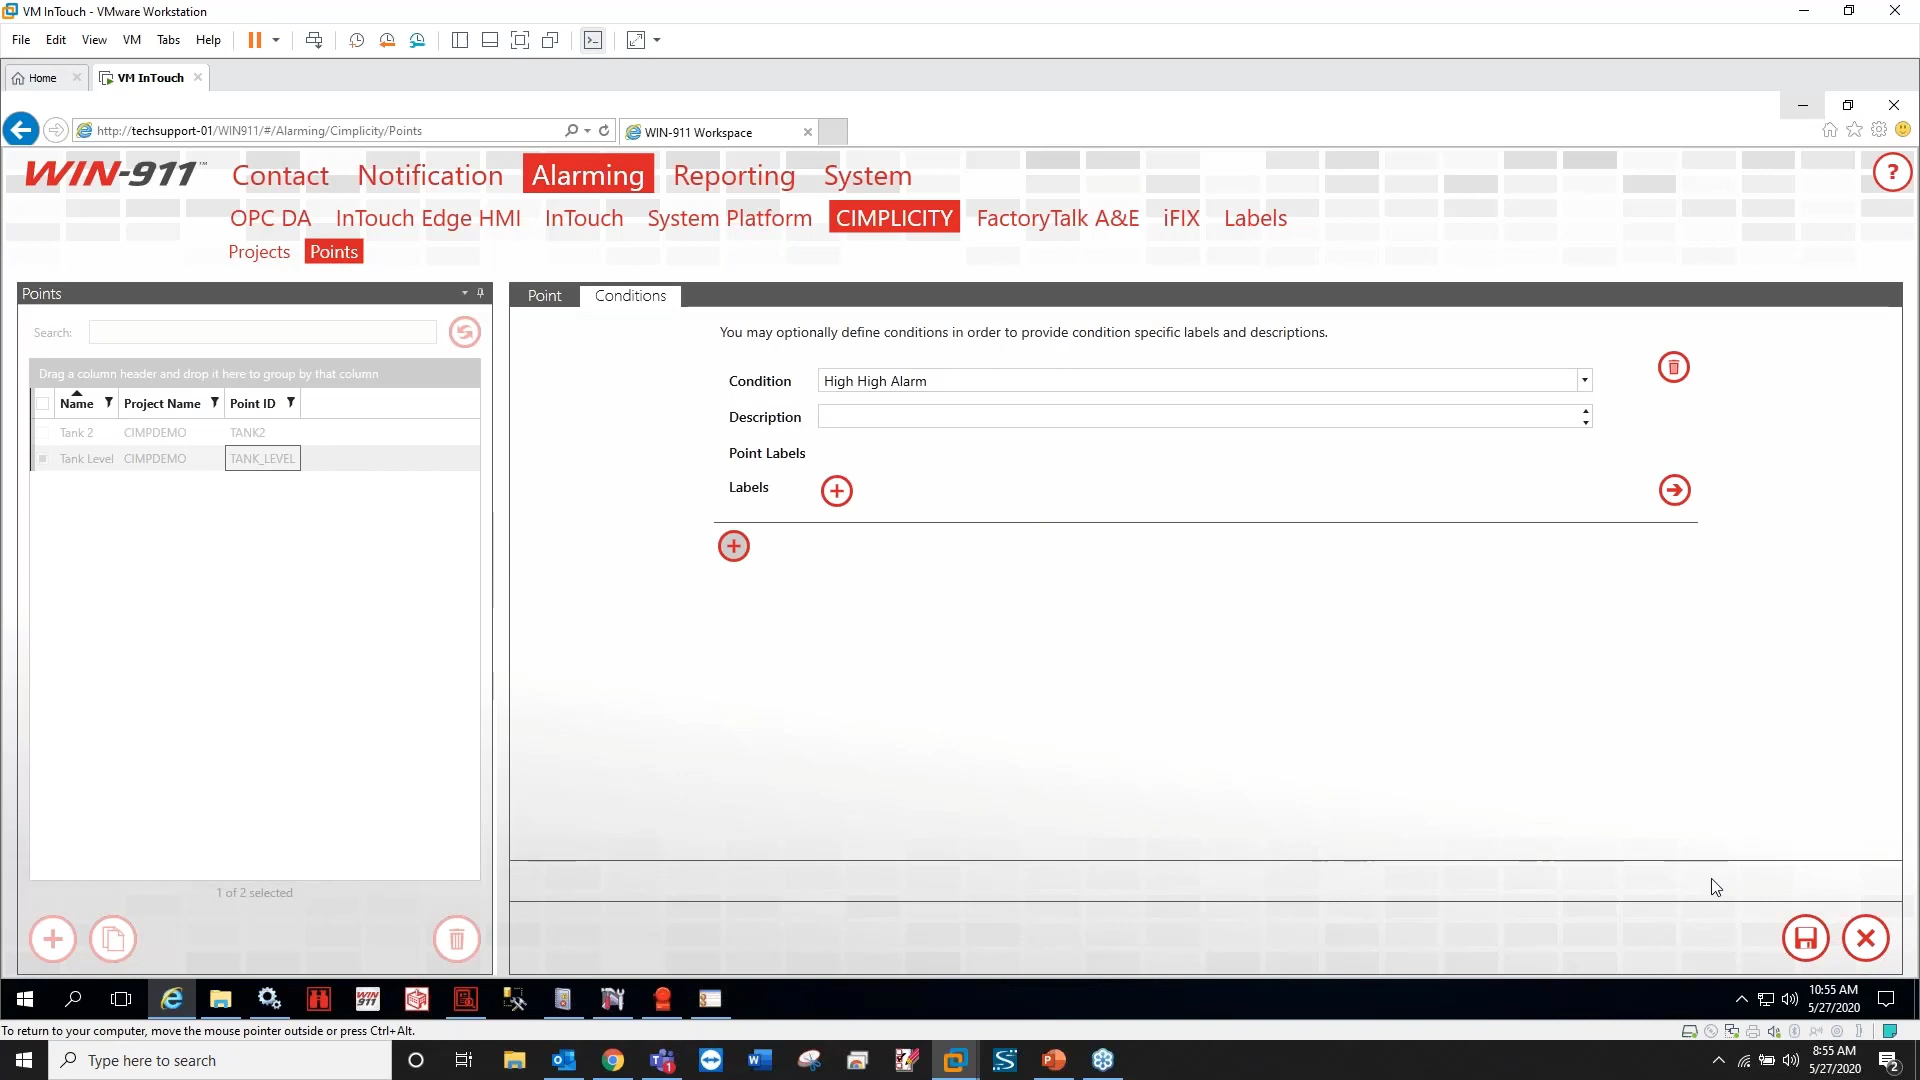 VM InTouch - VMware Workstation
File Edit View VM Tabs Help
Home VM InTouch
http://techsupport-01/WIN911/#/Alarming/Cimplicity/Points WIN-911 Workspace
WIN-911™ Contact Notification Alarming Reporting System ?
OPC DA InTouch Edge HMI InTouch System Platform CIMPLICITY FactoryTalk A&E iFIX Labels
Projects Points
Points Point Conditions
Search: You may optionally define conditions in order to provide condition specific labels and descriptions.
Drag a column header and drop it here to group by that column
Condition High High Alarm
Name Project Name Point ID
Description
Tank 2 CIMPDEMO TANK2
Point Labels
Tank Level CIMPDEMO TANK_LEVEL
Labels
1 of 2 selected
WIN 911
10:55 AM
5/27/2020
To return to your computer, move the mouse pointer outside or press Ctrl+Alt.
Type here to search
8:55 AM
5/27/2020
2